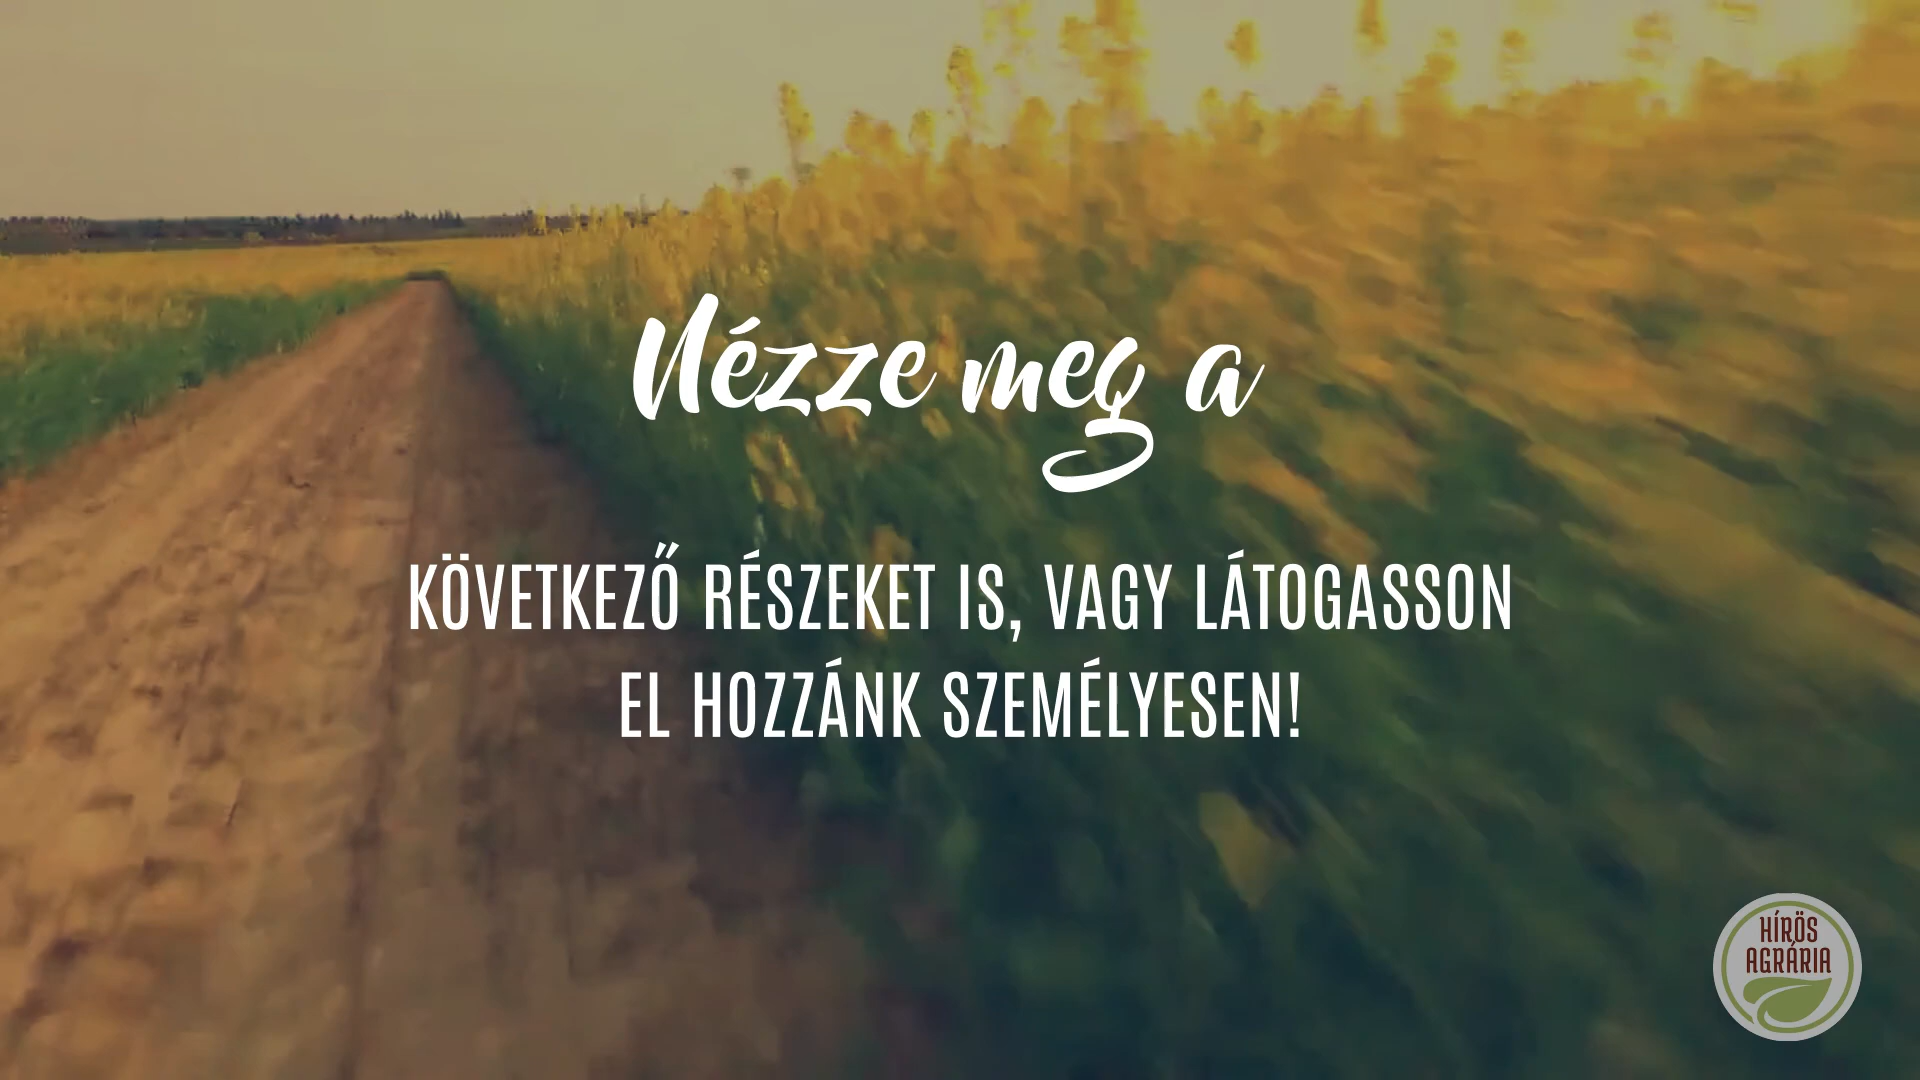 Nézze meg a
KÖVETKEZŐ RÉSZEKET IS, VAGY LÁTOGASSON
EL HOZZÁNK SZEMÉLYESEN!
HÍRÖS
AGRÁRIA